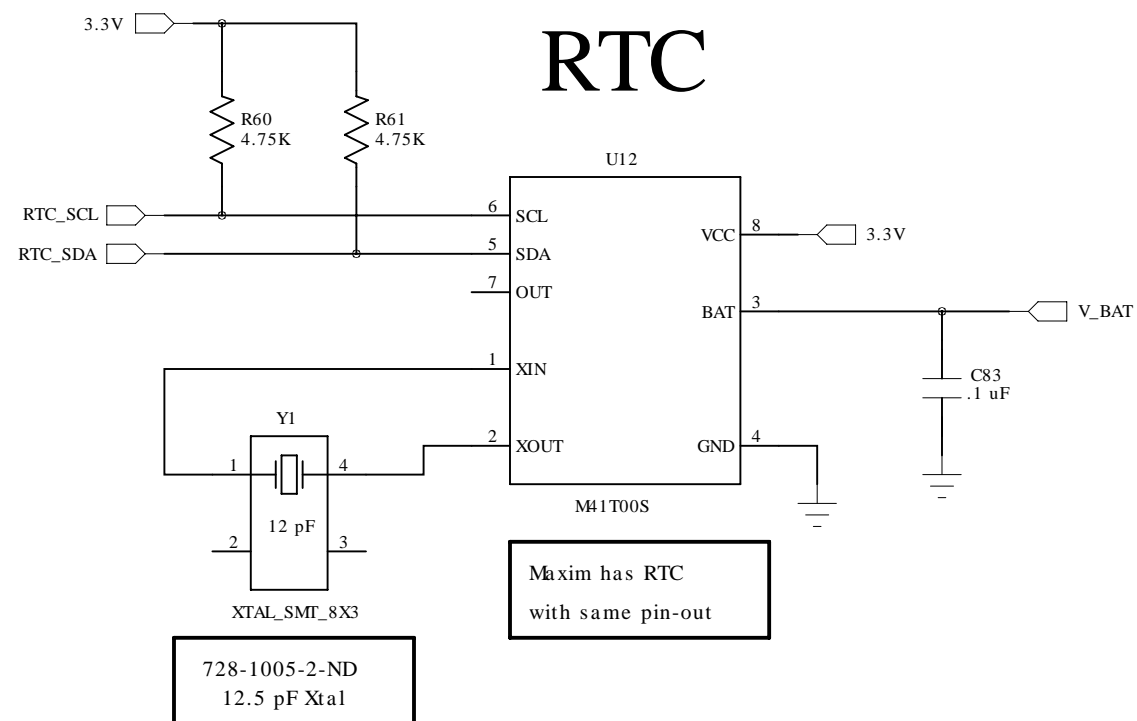 RTC
3.3V
R60
4.75K
R61
4.75K
U12
RTC_SCL
6
SCL
VCC
8
3.3V
RTC_SDA
5
SDA
7
OUT
BAT
3
V_BAT
1
XIN
C83
.1 uF
Y1
2
XOUT
GND
4
1
4
M41T00S
12 pF
2
3
XTAL_SMT_8X3
Maxim has RTC
with same pin-out
728-1005-2-ND
12.5 pF Xtal